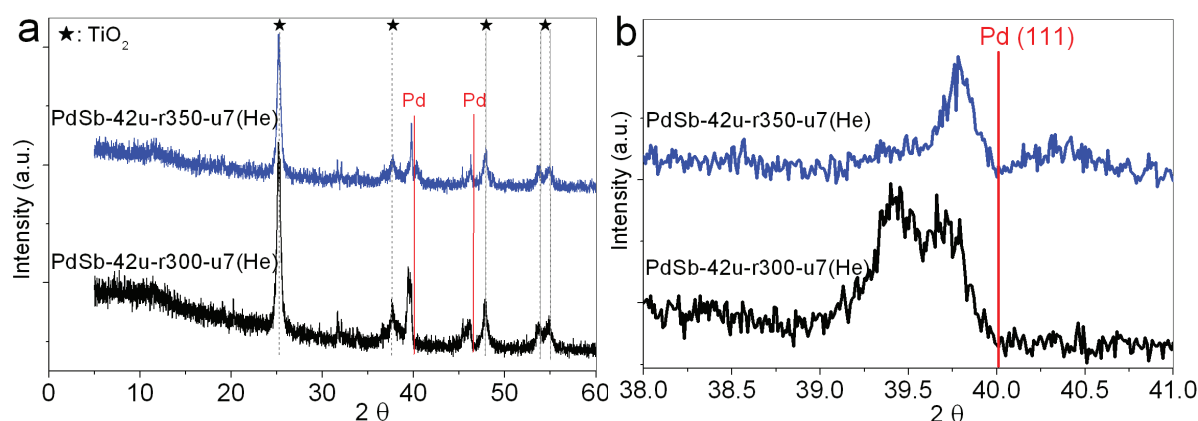 a
★: TiO₂
PdSb-42u-r350-u7(He)
Pd
Pd
PdSb-42u-r300-u7(He)
Intensity (a.u.)
0 10 20 30 40 50 60
2 θ
b
Pd (111)
PdSb-42u-r350-u7(He)
PdSb-42u-r300-u7(He)
Intensity (a.u.)
38.0 38.5 39.0 39.5 40.0 40.5 41.0
2 θ